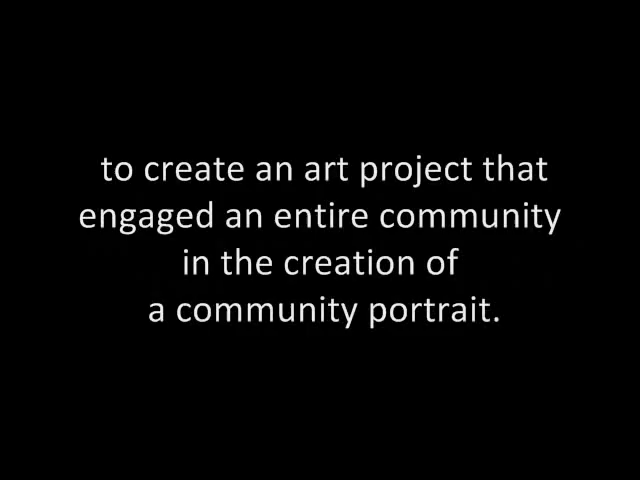 to create an art project that
engaged an entire community
in the creation of
a community portrait.